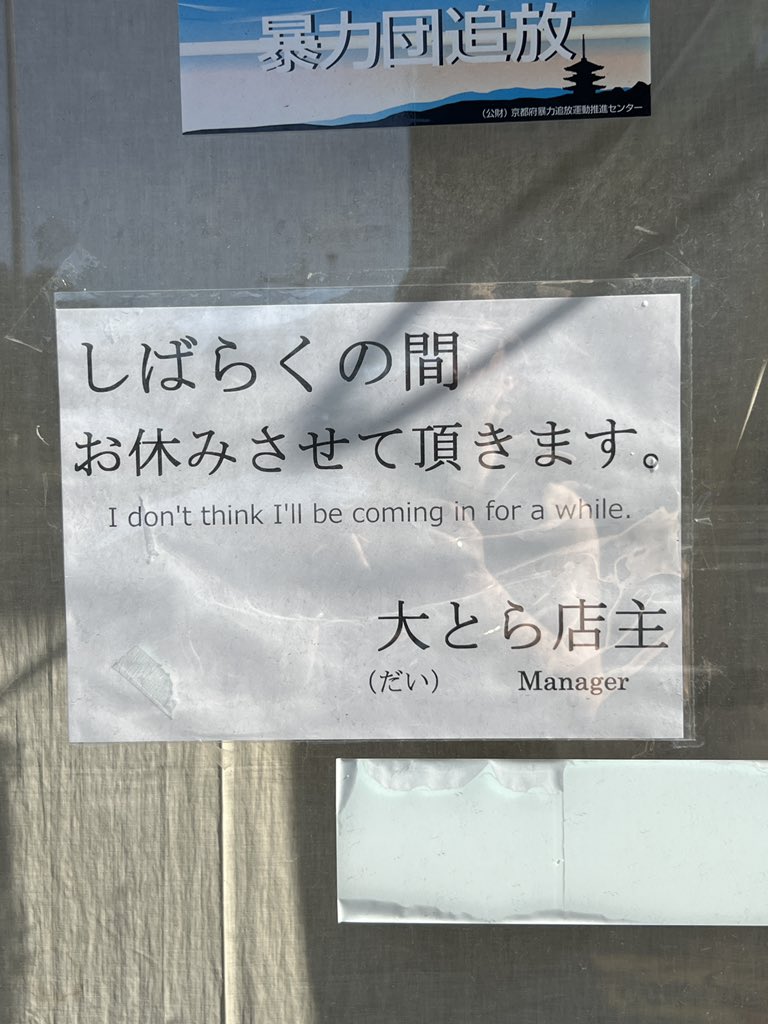 暴力団追放
(公財)京都府暴力追放運動推進センター
しばらくの間
お休みさせて頂きます。
I don't think I'll be coming in for a while.
大とら店主
(だい) Manager